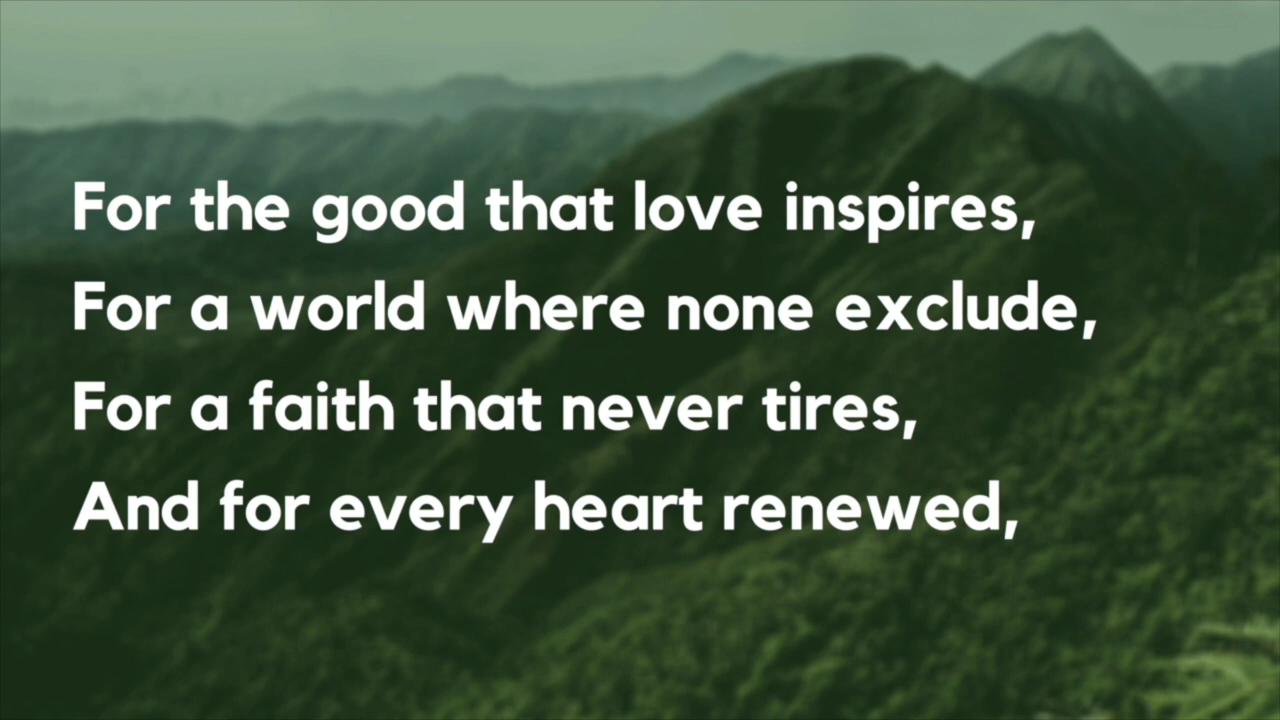 For the good that love inspires,
For a world where none exclude,
For a faith that never tires,
And for every heart renewed,